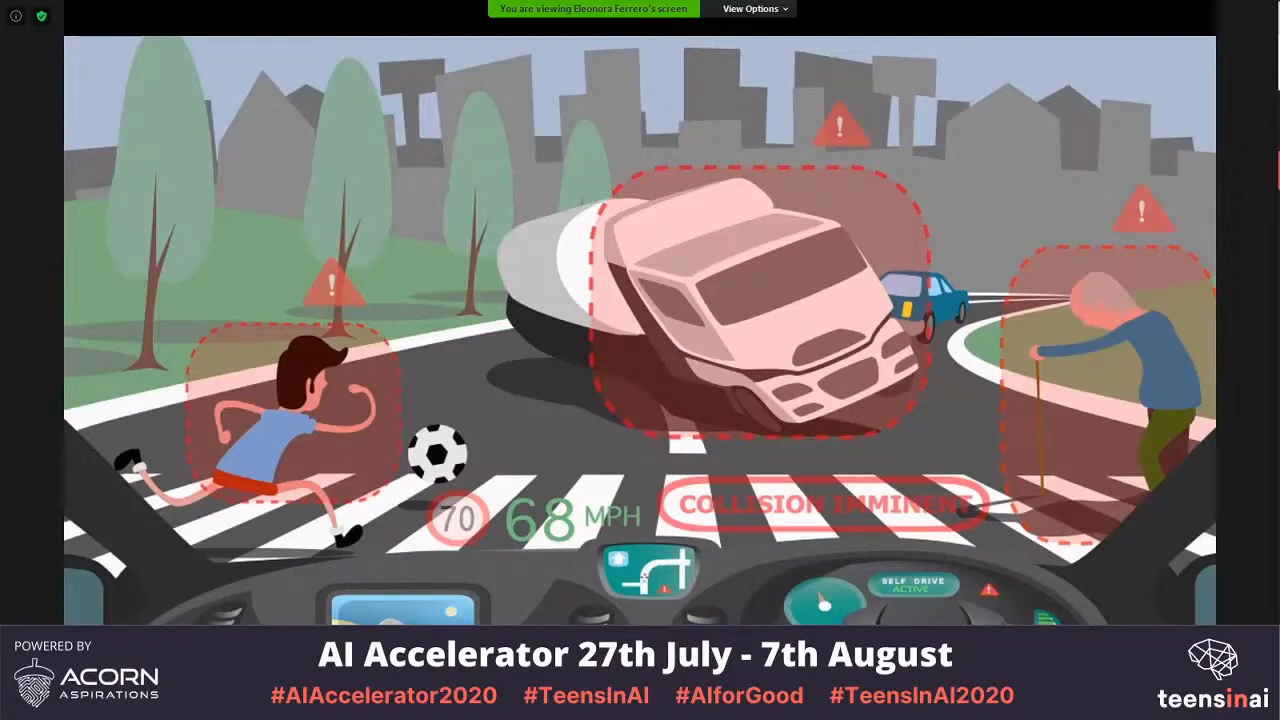 You are viewing Eleonora Ferrero's screen
View Options
COLLISION IMMINENT
70
68 MPH
SELF DRIVE
ACTIVE
POWERED BY
ACORN
ASPIRATIONS
AI Accelerator 27th July - 7th August
#AIAccelerator2020 #TeensInAI #AIforGood #TeensInAI2020
teensinai